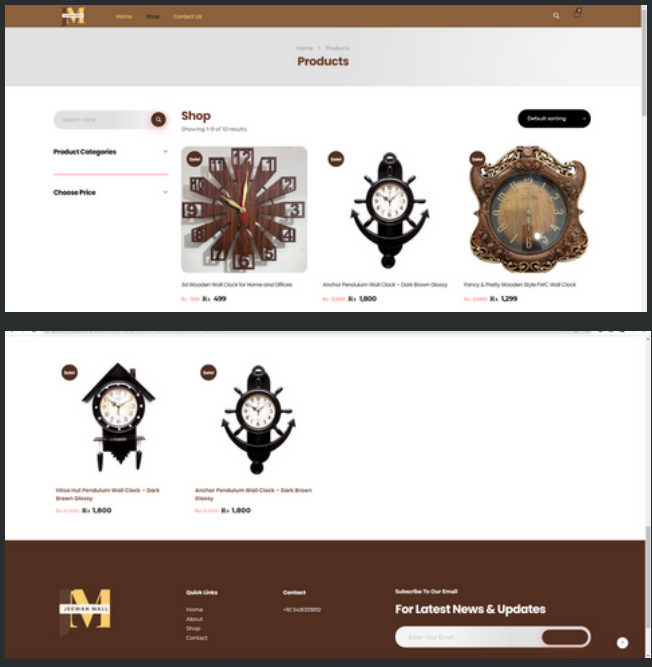 JEEWAN MALL
Home
Shop
Contact Us
Home > Products
Products
Search Here
Shop
Showing 1-9 of 10 results
Default sorting
Product Categories
Choose Price
Sale!
Sale!
Sale!
3d Wooden Wall Clock for Home and Offices
Anchor Pendulum Wall Clock - Dark Brown Glossy
Fancy & Pretty Wooden Style FWC Wall Clock
Rs 499
Rs 1,800
Rs 1,299
Sale!
Sale!
Hut Pendulum Wall Clock - Dark
Brown Glossy
Anchor Pendulum Wall Clock - Dark Brown
Glossy
Rs 1,800
Rs 1,800
JEEWAN MALL
Quick Links
Home
About
Shop
Contact
Contact
Subscribe To Our Email
For Latest News & Updates
Enter Your Email